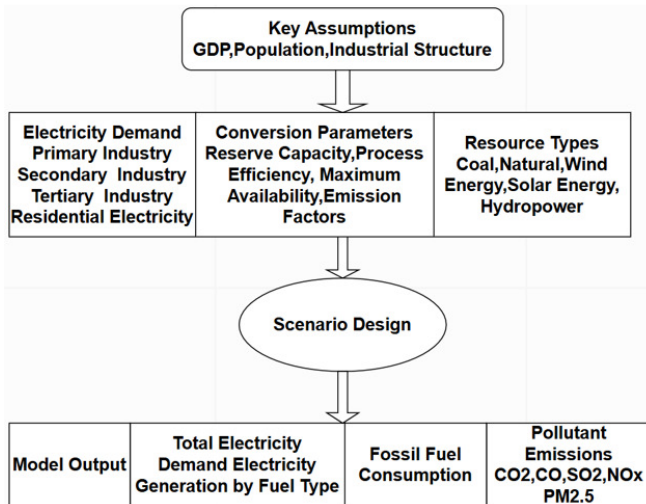 Key Assumptions
GDP,Population,Industrial Structure
Electricity Demand
Primary Industry
Secondary Industry
Tertiary Industry
Residential Electricity
Conversion Parameters
Reserve Capacity,Process
Efficiency, Maximum
Availability,Emission
Factors
Resource Types
Coal,Natural,Wind
Energy,Solar Energy,
Hydropower
Scenario Design
Model Output
Total Electricity
Demand Electricity
Generation by Fuel Type
Fossil Fuel
Consumption
Pollutant
Emissions
CO2,CO,SO2,NOx
PM2.5